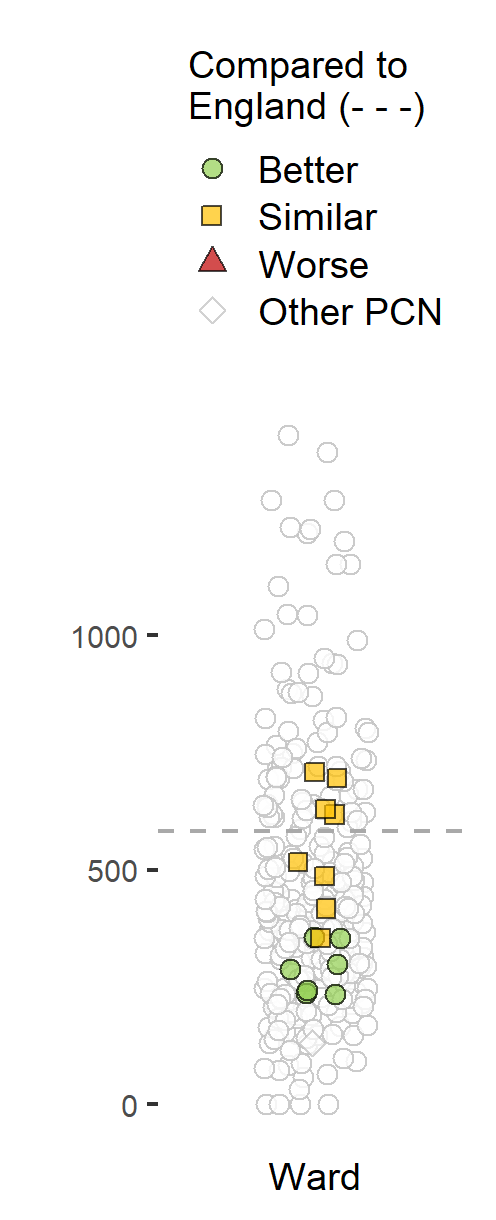 Compared to
England (- - -)
Better
Similar
Worse
Other PCN
1000
500
0
Ward